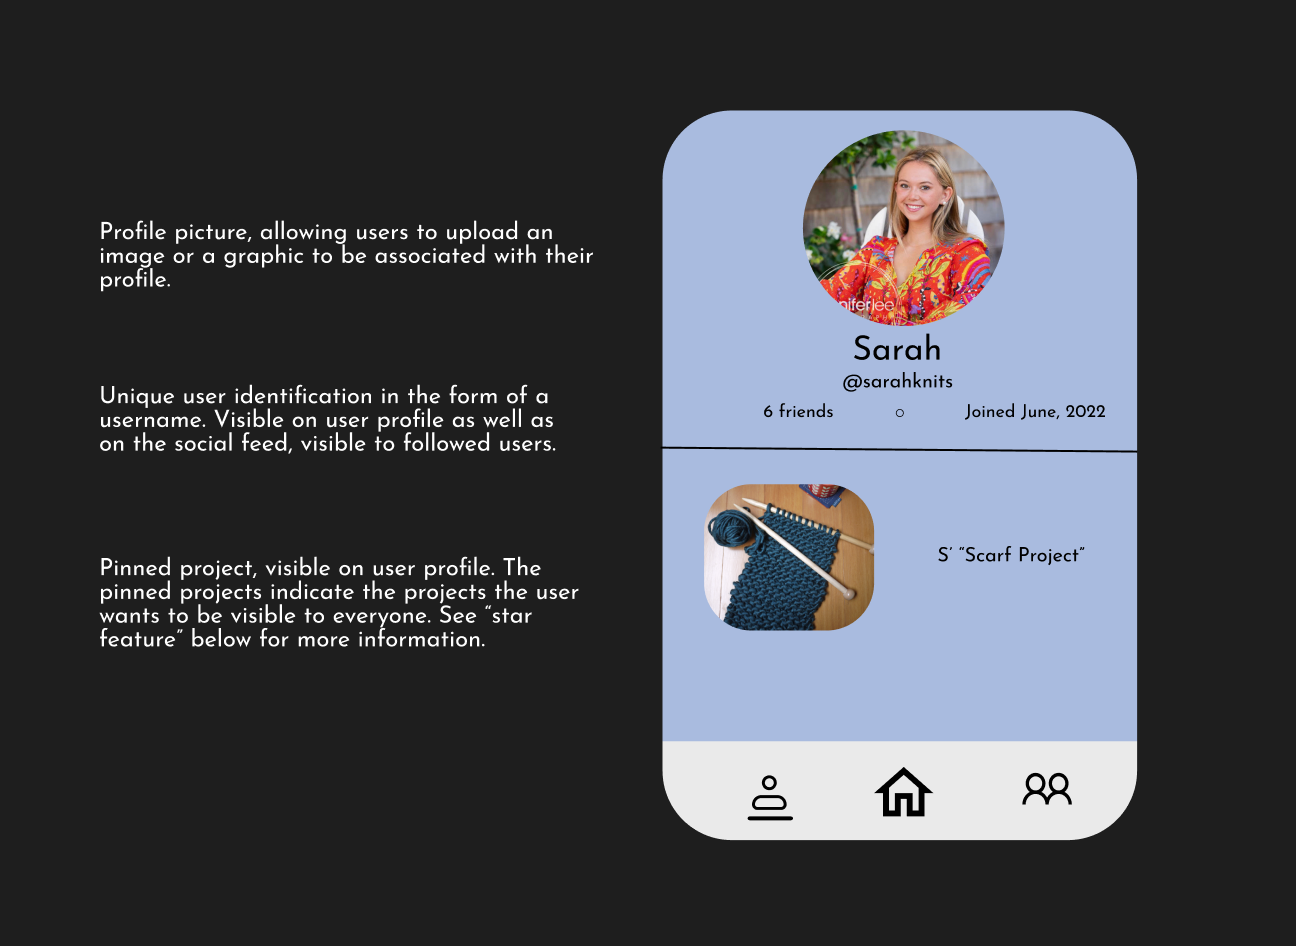 Profile picture, allowing users to upload an
image or a graphic to be associated with their
profile.
Unique user identification in the form of a
username. Visible on user profile as well as
on the social feed, visible to followed users.
Pinned project, visible on user profile. The
pinned projects indicate the projects the user
wants to be visible to everyone. See “star
feature” below for more information.
niferlee
Sarah
@sarahknits
6 friends ○ Joined June, 2022
S’ “Scarf Project”